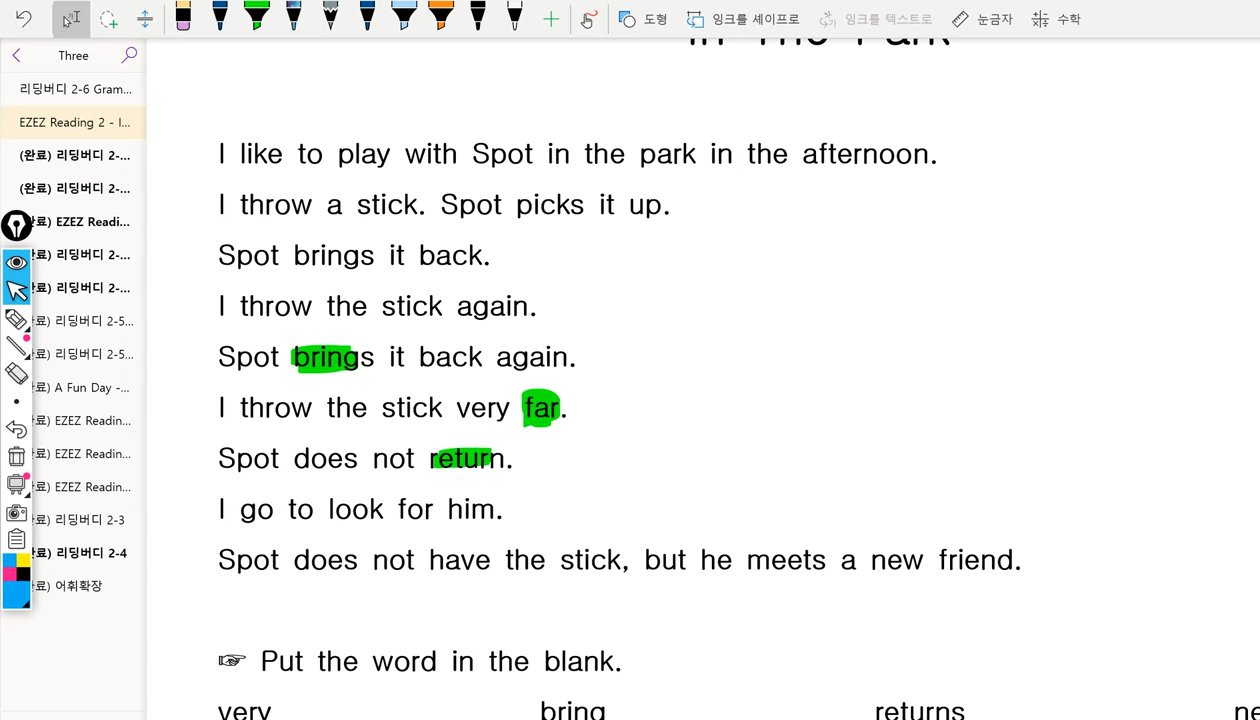 도형
잉크를 셰이프로
잉크를 텍스트로
눈금자
수학
Three
리딩버디 2-6 Gram...
EZEZ Reading 2 - I...
(완료) 리딩버디 2-...
(완료) 리딩버디 2-...
료) EZEZ Readi...
료) 리딩버디 2-...
료) 리딩버디 2-...
료) 리딩버디 2-5...
료) 리딩버디 2-5...
료) A Fun Day -...
료) EZEZ Readin...
료) EZEZ Readin...
료) EZEZ Readin...
료) 리딩버디 2-3
료) 리딩버디 2-4
료) 어휘확장
In The Park
I like to play with Spot in the park in the afternoon.
I throw a stick. Spot picks it up.
Spot brings it back.
I throw the stick again.
Spot brings it back again.
I throw the stick very far.
Spot does not return.
I go to look for him.
Spot does not have the stick, but he meets a new friend.
☞ Put the word in the blank.
very bring returns